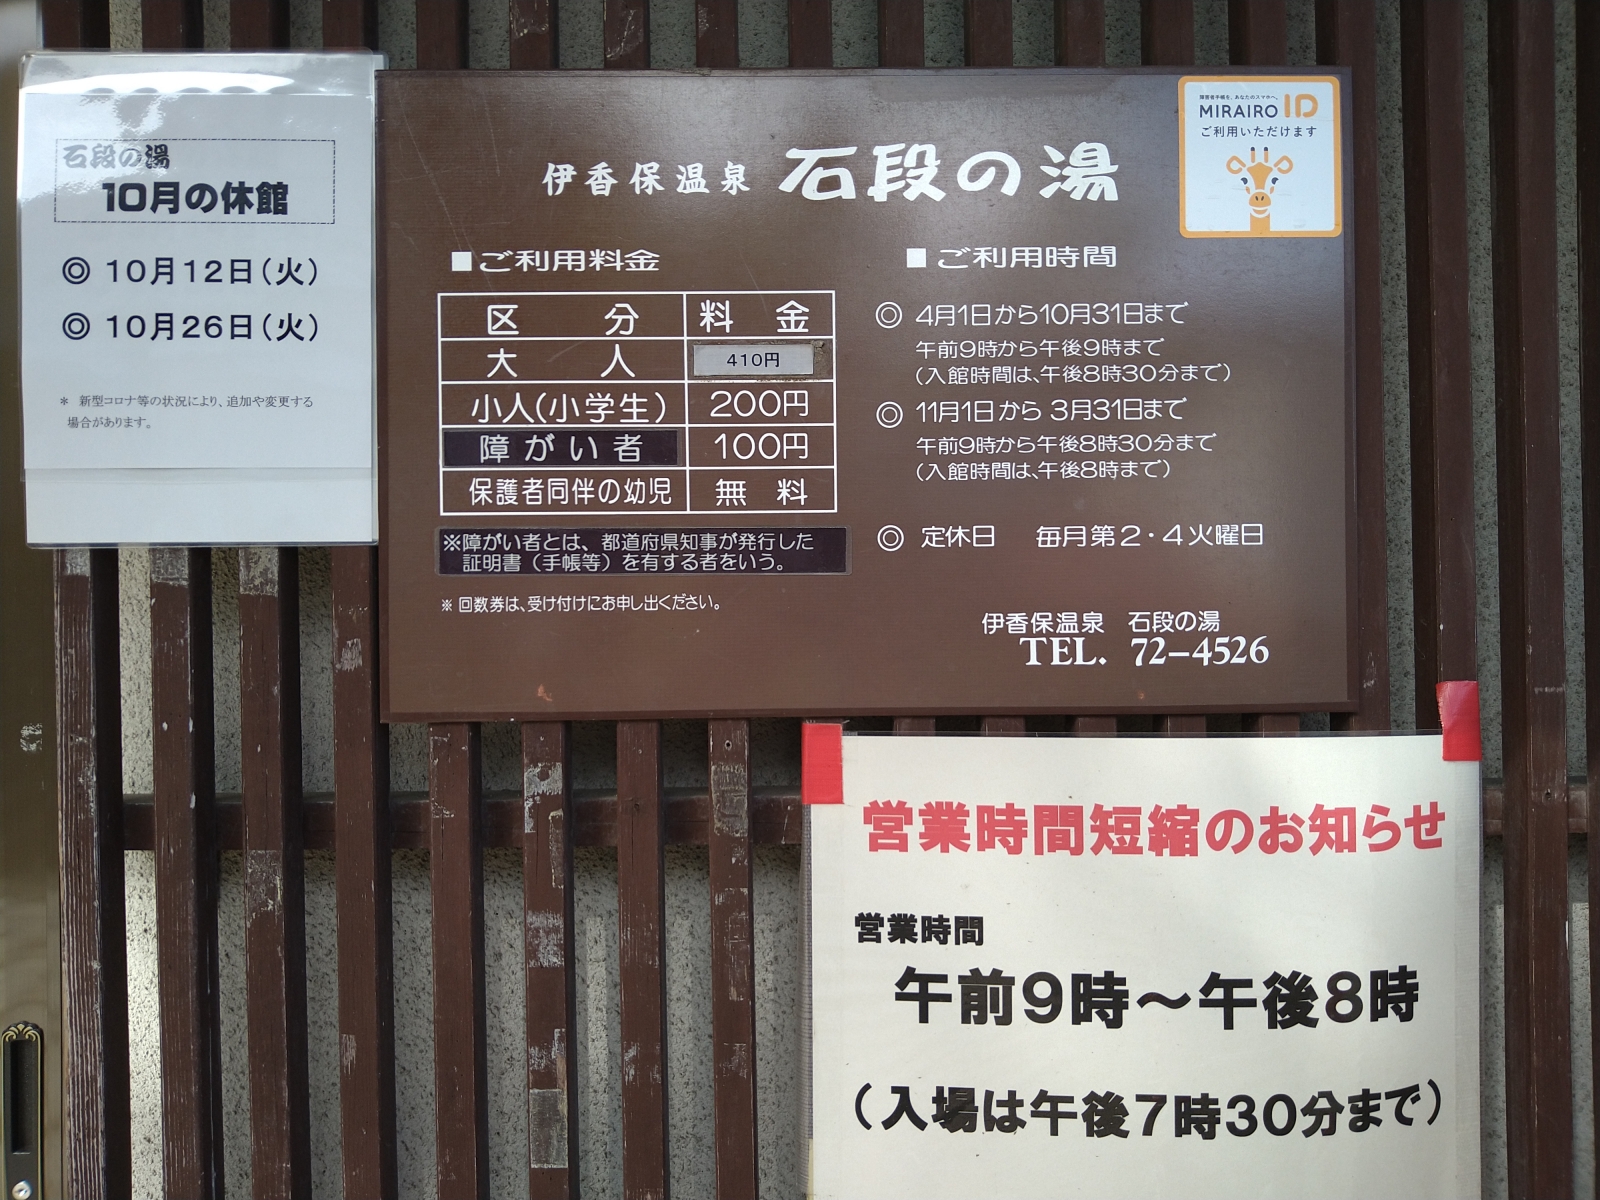 石段の湯
10月の休館
◎ 10月12日(火)
◎ 10月26日(火)
* 新型コロナ等の状況により、追加や変更する
場合があります。
伊香保温泉 石段の湯
障害者手帳を、あなたのスマホへ。
MIRAIRO ID
ご利用いただけます
■ご利用料金
区 分 料 金
大 人 410円
小人(小学生) 200円
障がい者 100円
保護者同伴の幼児 無 料
※障がい者とは、都道府県知事が発行した
証明書(手帳等)を有する者をいう。
※ 回数券は、受け付けにお申し出ください。
■ ご利用時間
◎ 4月1日から10月31日まで
午前9時から午後9時まで
(入館時間は、午後8時30分まで)
◎ 11月1日から 3月31日まで
午前9時から午後8時30分まで
(入館時間は、午後8時まで)
◎ 定休日 毎月第2・4火曜日
伊香保温泉 石段の湯
TEL. 72-4526
営業時間短縮のお知らせ
営業時間
午前9時〜午後8時
(入場は午後7時30分まで)